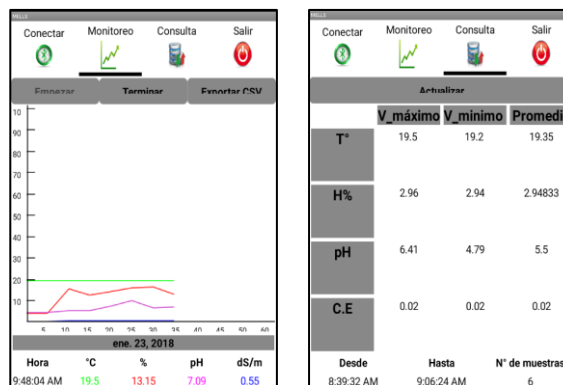 MELLS
Conectar Monitoreo Consulta Salir
Empezar Terminar Exportar CSV
10
90
80
70
60
50
40
30
20
10
5 10 15 20 25 30 35 40 45 50 60
ene. 23, 2018
Hora °C % pH dS/m
9:48:04 AM 19.5 13.15 7.09 0.55
MELLS
Conectar Monitoreo Consulta Salir
Actualizar
V_máximo V_minimo Promedi
T° 19.5 19.2 19.35
H% 2.96 2.94 2.94833
pH 6.41 4.79 5.5
C.E 0.02 0.02 0.02
Desde Hasta N° de muestras
8:39:32 AM 9:06:24 AM 6